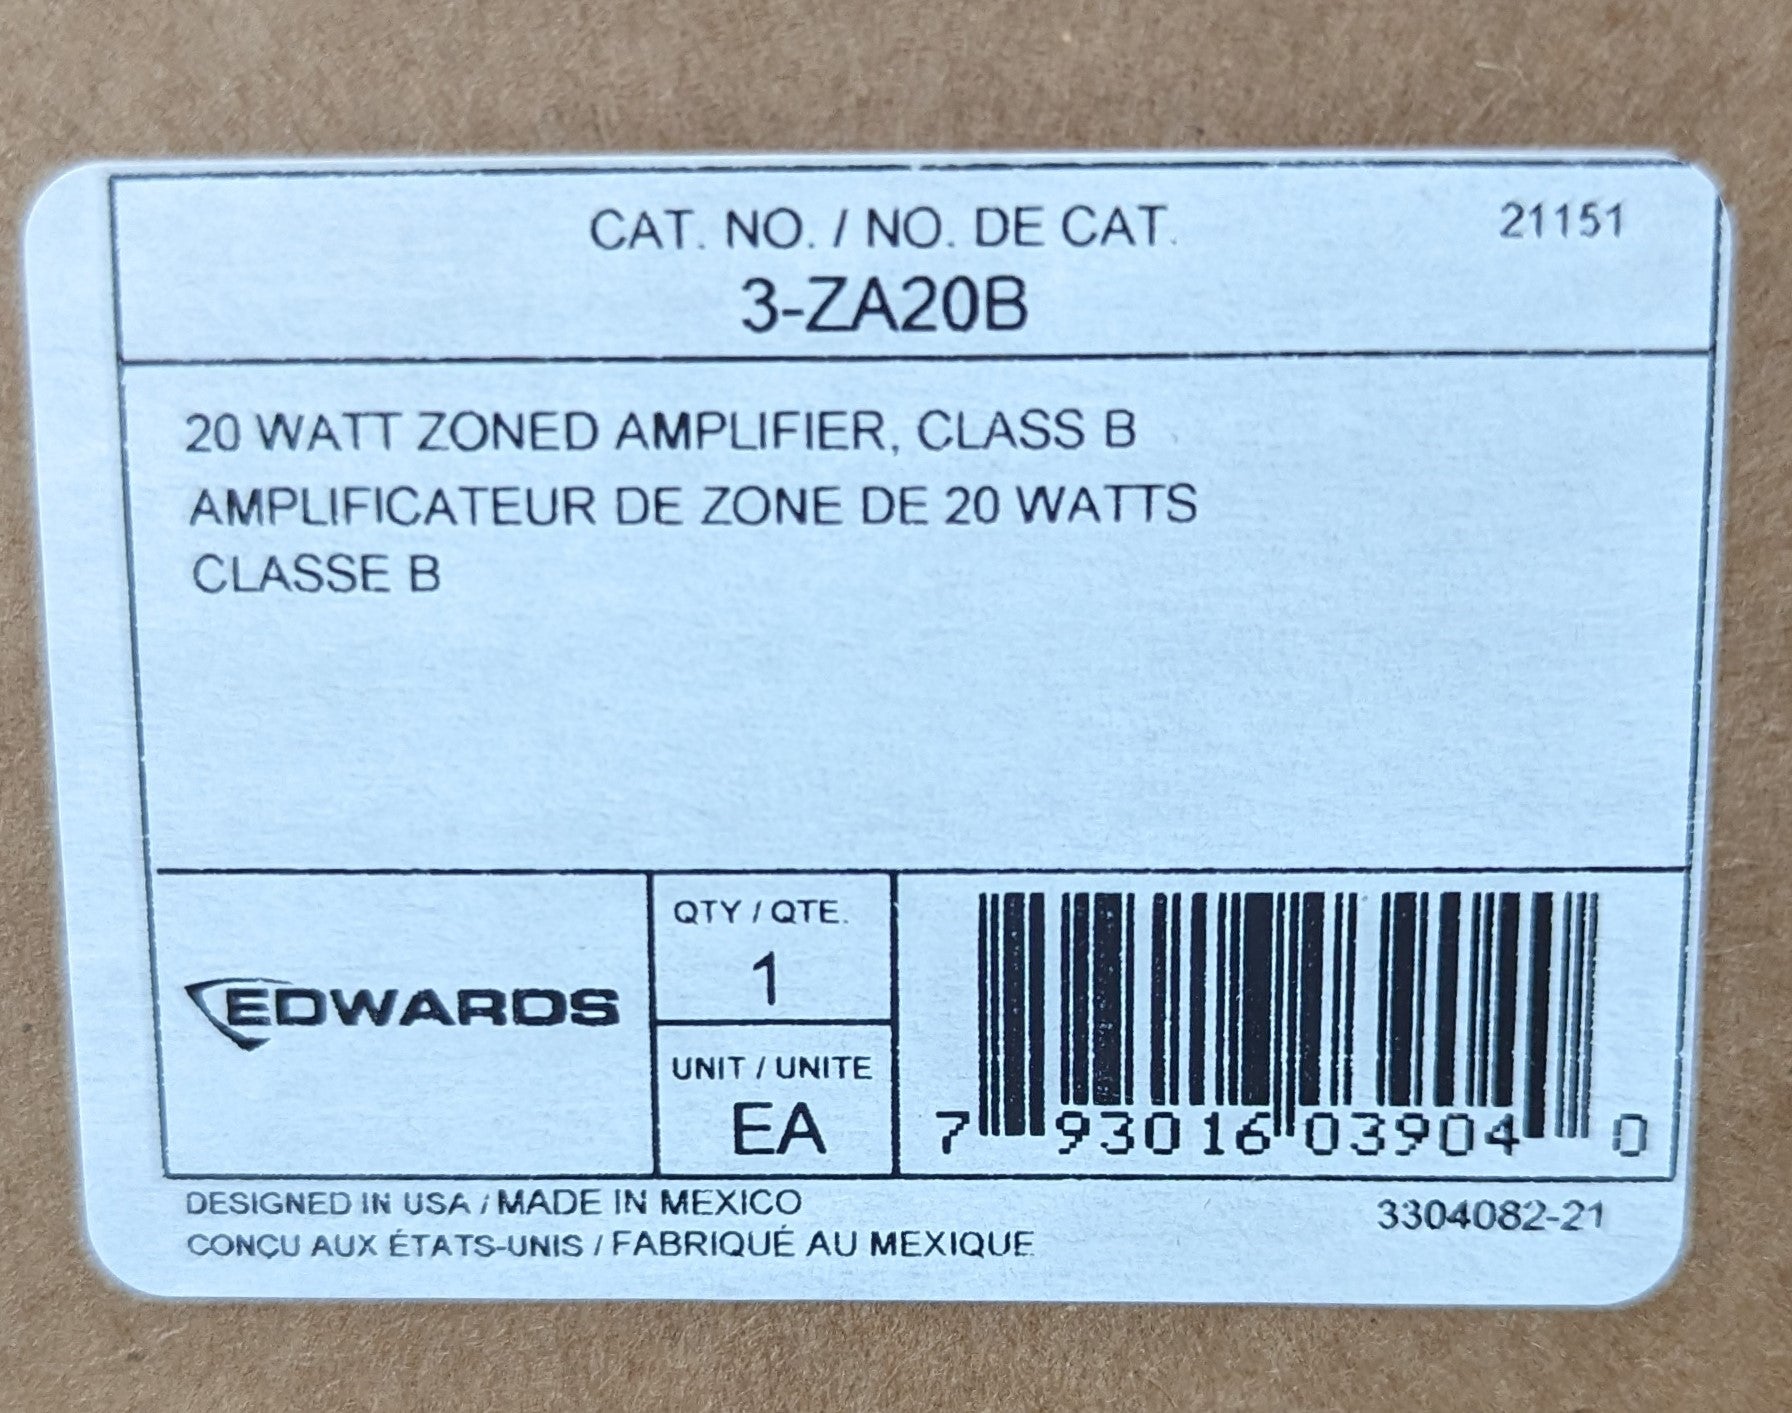 CAT. NO. / NO. DE CAT.
21151
3-ZA20B
20 WATT ZONED AMPLIFIER, CLASS B
AMPLIFICATEUR DE ZONE DE 20 WATTS
CLASSE B
EDWARDS
QTY / QTE.
1
UNIT / UNITE
EA
7 93016 03904 0
DESIGNED IN USA / MADE IN MEXICO
CONÇU AUX ÉTATS-UNIS / FABRIQUÉ AU MEXIQUE
3304082-21